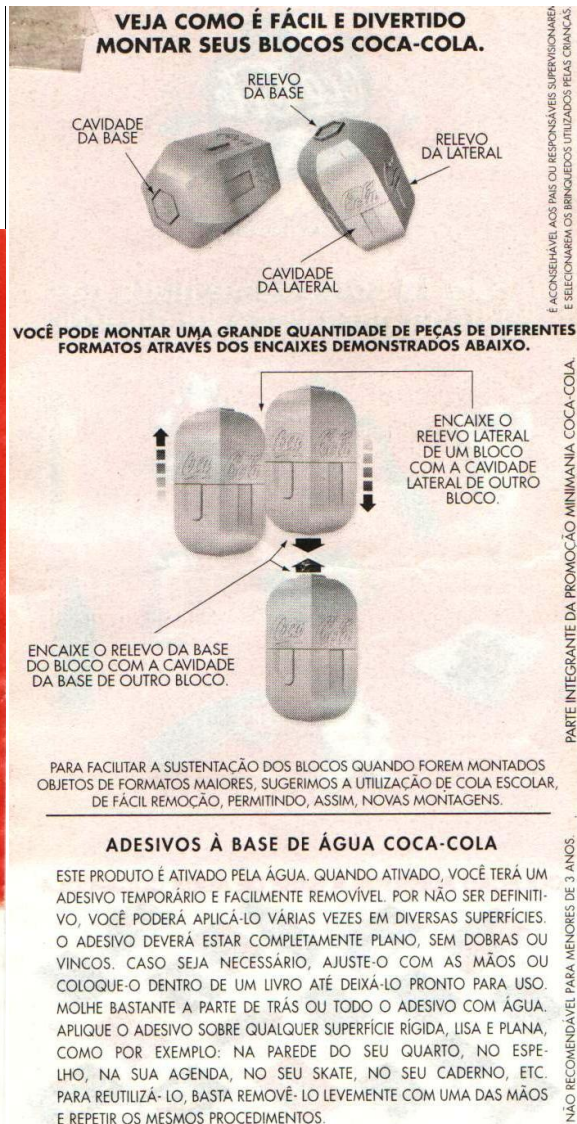 VEJA COMO É FÁCIL E DIVERTIDO
MONTAR SEUS BLOCOS COCA-COLA.
RELEVO
DA BASE
CAVIDADE
DA BASE
RELEVO
DA LATERAL
CAVIDADE
DA LATERAL
É ACONSELHÁVEL AOS PAIS OU RESPONSÁVEIS SUPERVISIONAREM
E SELECIONAREM OS BRINQUEDOS UTILIZADOS PELAS CRIANÇAS.
VOCÊ PODE MONTAR UMA GRANDE QUANTIDADE DE PEÇAS DE DIFERENTES
FORMATOS ATRAVÉS DOS ENCAIXES DEMONSTRADOS ABAIXO.
ENCAIXE O
RELEVO LATERAL
DE UM BLOCO
COM A CAVIDADE
LATERAL DE OUTRO
BLOCO.
Coca Cola
Coca Cola
Coca Cola
ENCAIXE O RELEVO DA BASE
DO BLOCO COM A CAVIDADE
DA BASE DE OUTRO BLOCO.
PARTE INTEGRANTE DA PROMOÇÃO MINIMANIA COCA-COLA.
PARA FACILITAR A SUSTENTAÇÃO DOS BLOCOS QUANDO FOREM MONTADOS
OBJETOS DE FORMATOS MAIORES, SUGERIMOS A UTILIZAÇÃO DE COLA ESCOLAR,
DE FÁCIL REMOÇÃO, PERMITINDO, ASSIM, NOVAS MONTAGENS.
ADESIVOS À BASE DE ÁGUA COCA-COLA
ESTE PRODUTO É ATIVADO PELA ÁGUA. QUANDO ATIVADO, VOCÊ TERÁ UM
ADESIVO TEMPORÁRIO E FACILMENTE REMOVÍVEL. POR NÃO SER DEFINITI-
VO, VOCÊ PODERÁ APLICÁ-LO VÁRIAS VEZES EM DIVERSAS SUPERFÍCIES.
O ADESIVO DEVERÁ ESTAR COMPLETAMENTE PLANO, SEM DOBRAS OU
VINCOS. CASO SEJA NECESSÁRIO, AJUSTE-O COM AS MÃOS OU
COLOQUE-O DENTRO DE UM LIVRO ATÉ DEIXÁ-LO PRONTO PARA USO.
MOLHE BASTANTE A PARTE DE TRÁS OU TODO O ADESIVO COM ÁGUA.
APLIQUE O ADESIVO SOBRE QUALQUER SUPERFÍCIE RÍGIDA, LISA E PLANA,
COMO POR EXEMPLO: NA PAREDE DO SEU QUARTO, NO ESPE-
LHO, NA SUA AGENDA, NO SEU SKATE, NO SEU CADERNO, ETC.
PARA REUTILIZÁ- LO, BASTA REMOVÊ- LO LEVEMENTE COM UMA DAS MÃOS
E REPETIR OS MESMOS PROCEDIMENTOS.
NÃO RECOMENDÁVEL PARA MENORES DE 3 ANOS.